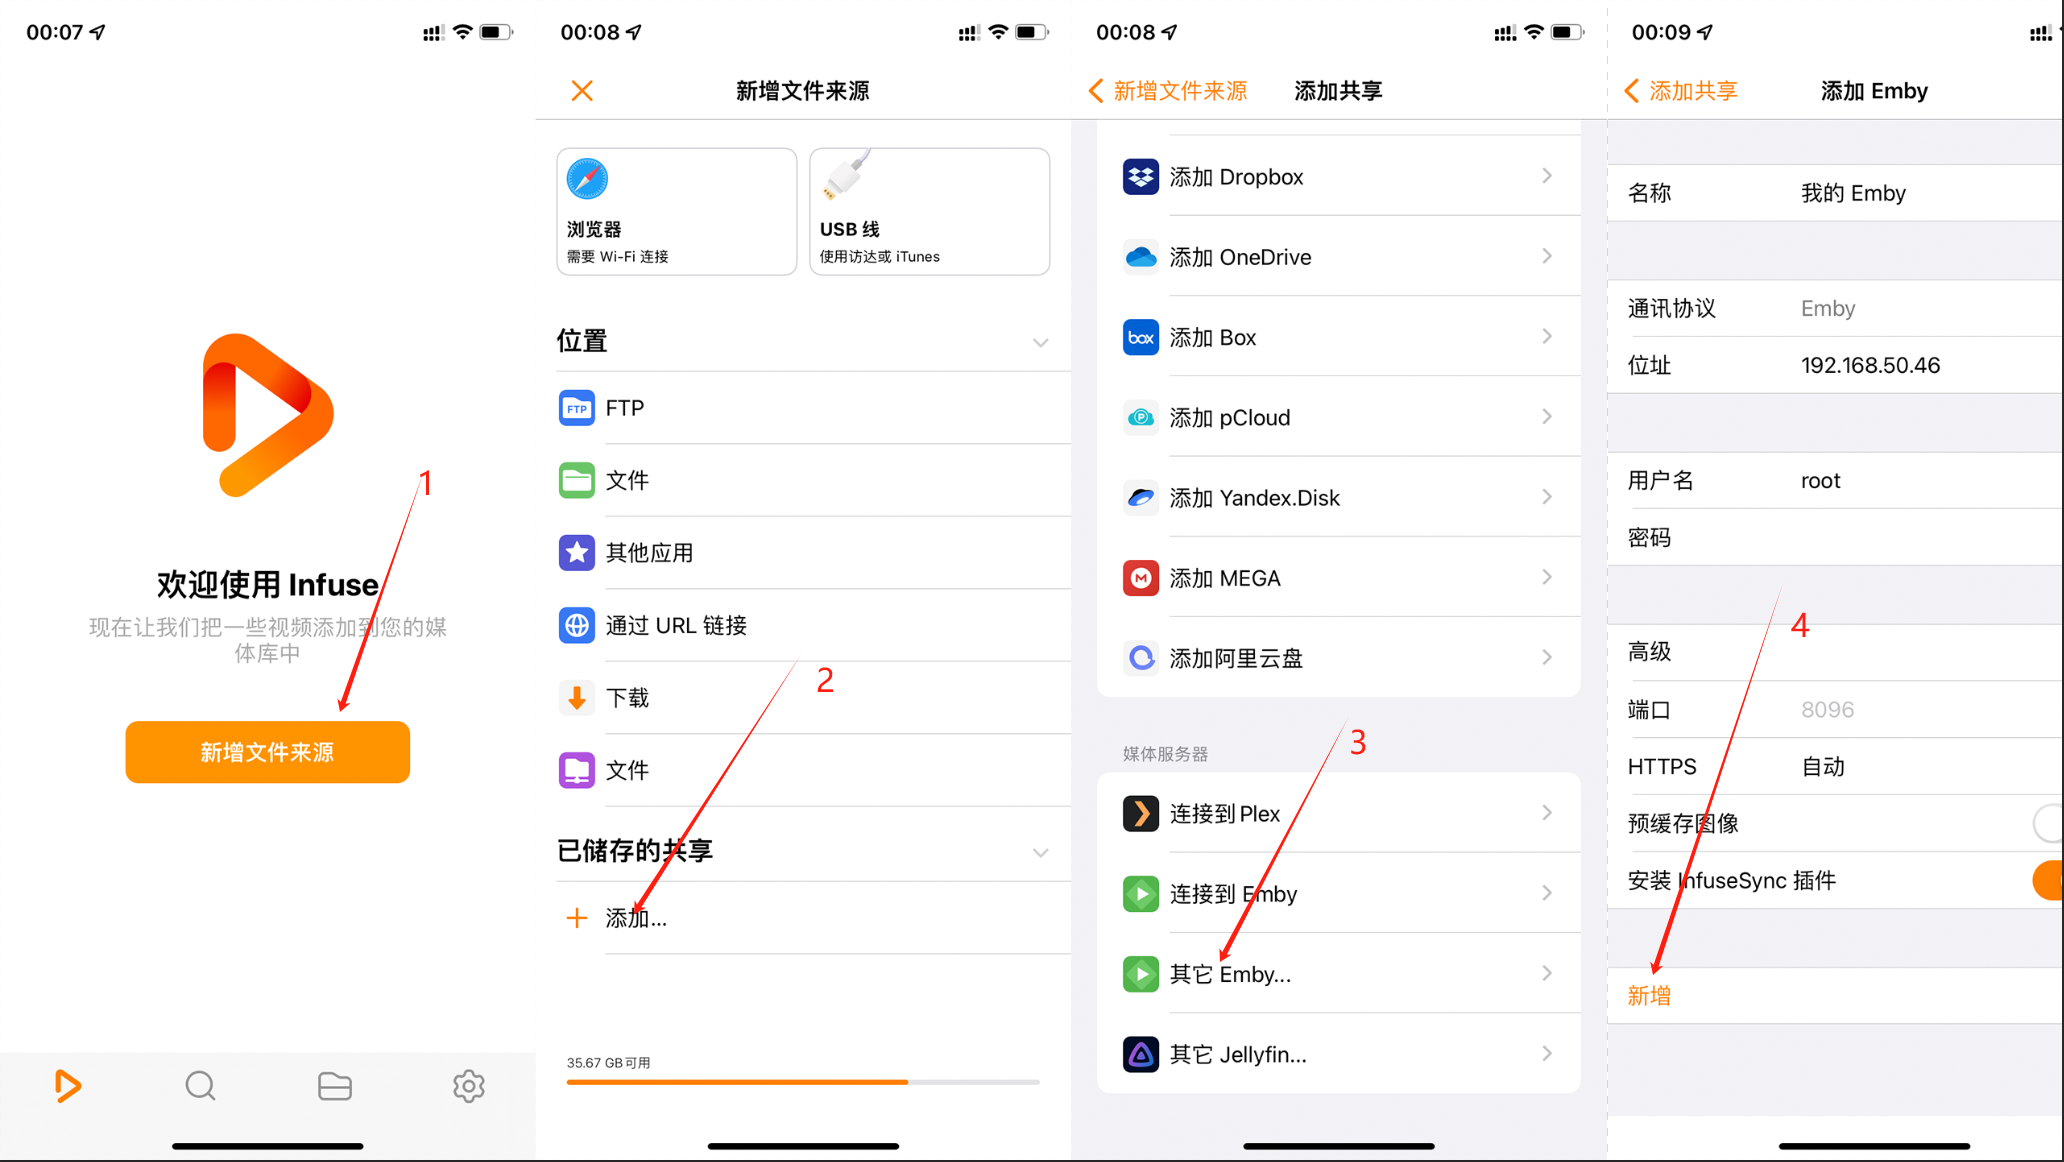 00:07
欢迎使用 Infuse
现在让我们把一些视频添加到您的媒
体库中
新增文件来源
1
00:08
新增文件来源
浏览器
需要 Wi-Fi 连接
USB 线
使用访达或 iTunes
位置
FTP
FTP
文件
其他应用
通过 URL 链接
下载
文件
已储存的共享
添加...
2
35.67 GB 可用
00:08
新增文件来源
添加共享
添加 Dropbox
添加 OneDrive
box
添加 Box
添加 pCloud
添加 Yandex.Disk
添加 MEGA
添加阿里云盘
媒体服务器
3
连接到 Plex
连接到 Emby
其它 Emby...
其它 Jellyfin...
00:09
添加共享
添加 Emby
名称 我的 Emby
通讯协议 Emby
位址 192.168.50.46
用户名 root
密码
4
高级
端口 8096
HTTPS 自动
预缓存图像
安装 InfuseSync 插件
新增